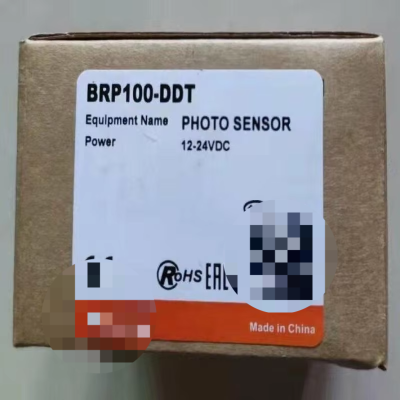 BRP100-DDT
Equipment Name PHOTO SENSOR
Power 12-24VDC
RoHS EAC
Made in China